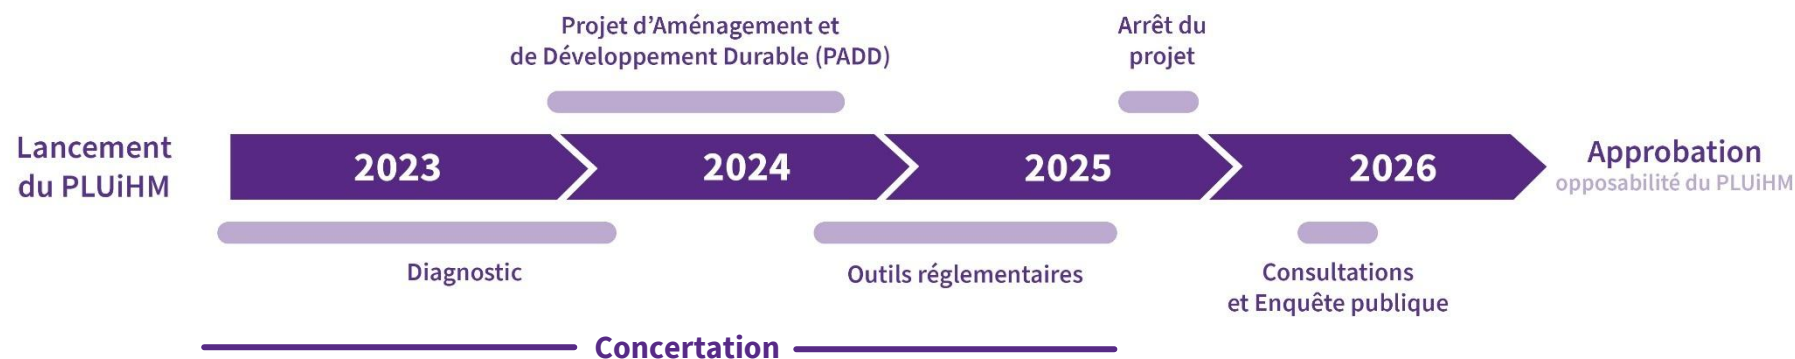 Projet d’Aménagement et
de Développement Durable (PADD)
Arrêt du
projet
Lancement
du PLUiHM
2023
2024
2025
2026
Approbation
opposabilité du PLUiHM
Diagnostic
Outils réglementaires
Consultations
et Enquête publique
Concertation